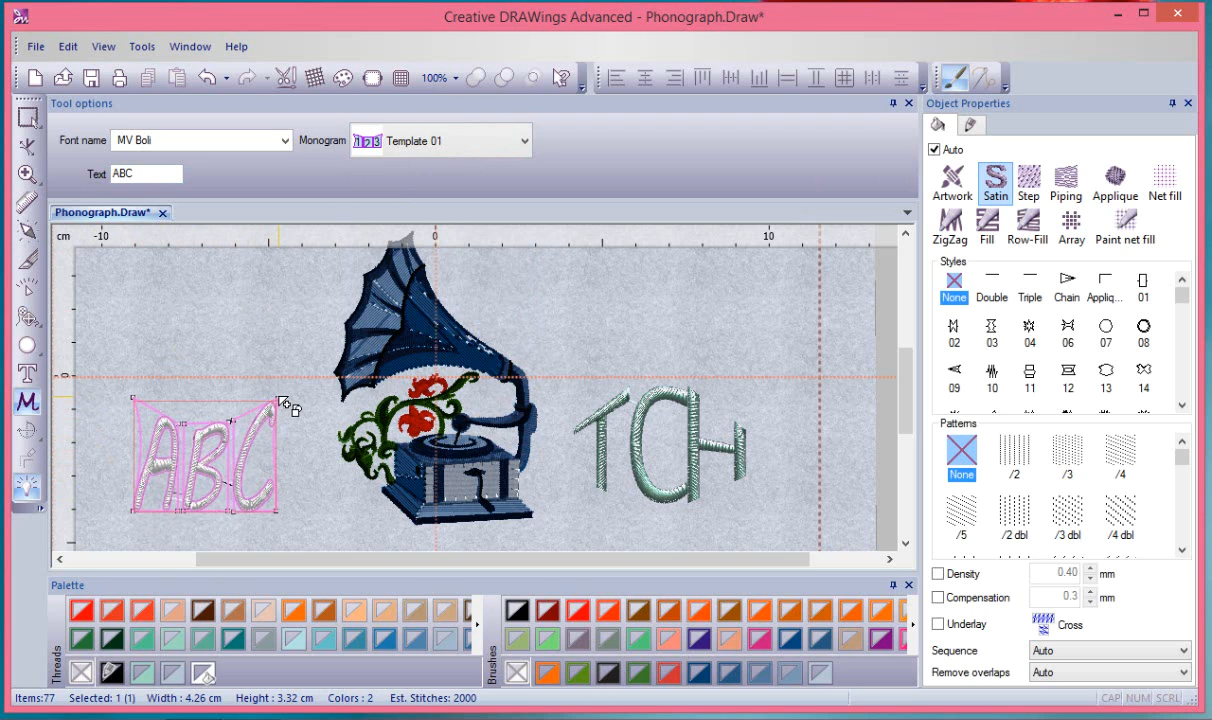 Creative DRAWings Advanced - Phonograph.Draw*
File Edit View Tools Window Help
100%
Tool options
Object Properties
Font name MV Boli Monogram 123 Template 01
Text ABC
Auto
Artwork Satin Step Piping Applique Net fill
ZigZag Fill Row-Fill Array Paint net fill
Phonograph.Draw*
cm -10 0 10
0
Styles
None Double Triple Chain Appliq... 01
02 03 04 06 07 08
09 10 11 12 13 14
ABC
TCH
Patterns
None /2 /3 /4
/5 /2 dbl /3 dbl /4 dbl
Density 0.40 mm
Compensation 0.3 mm
Underlay Cross
Sequence Auto
Remove overlaps Auto
Palette
Threads
Brushes
Items:77 Selected: 1 (1) Width : 4.26 cm Height : 3.32 cm Colors : 2 Est. Stitches: 2000
CAP NUM SCRL